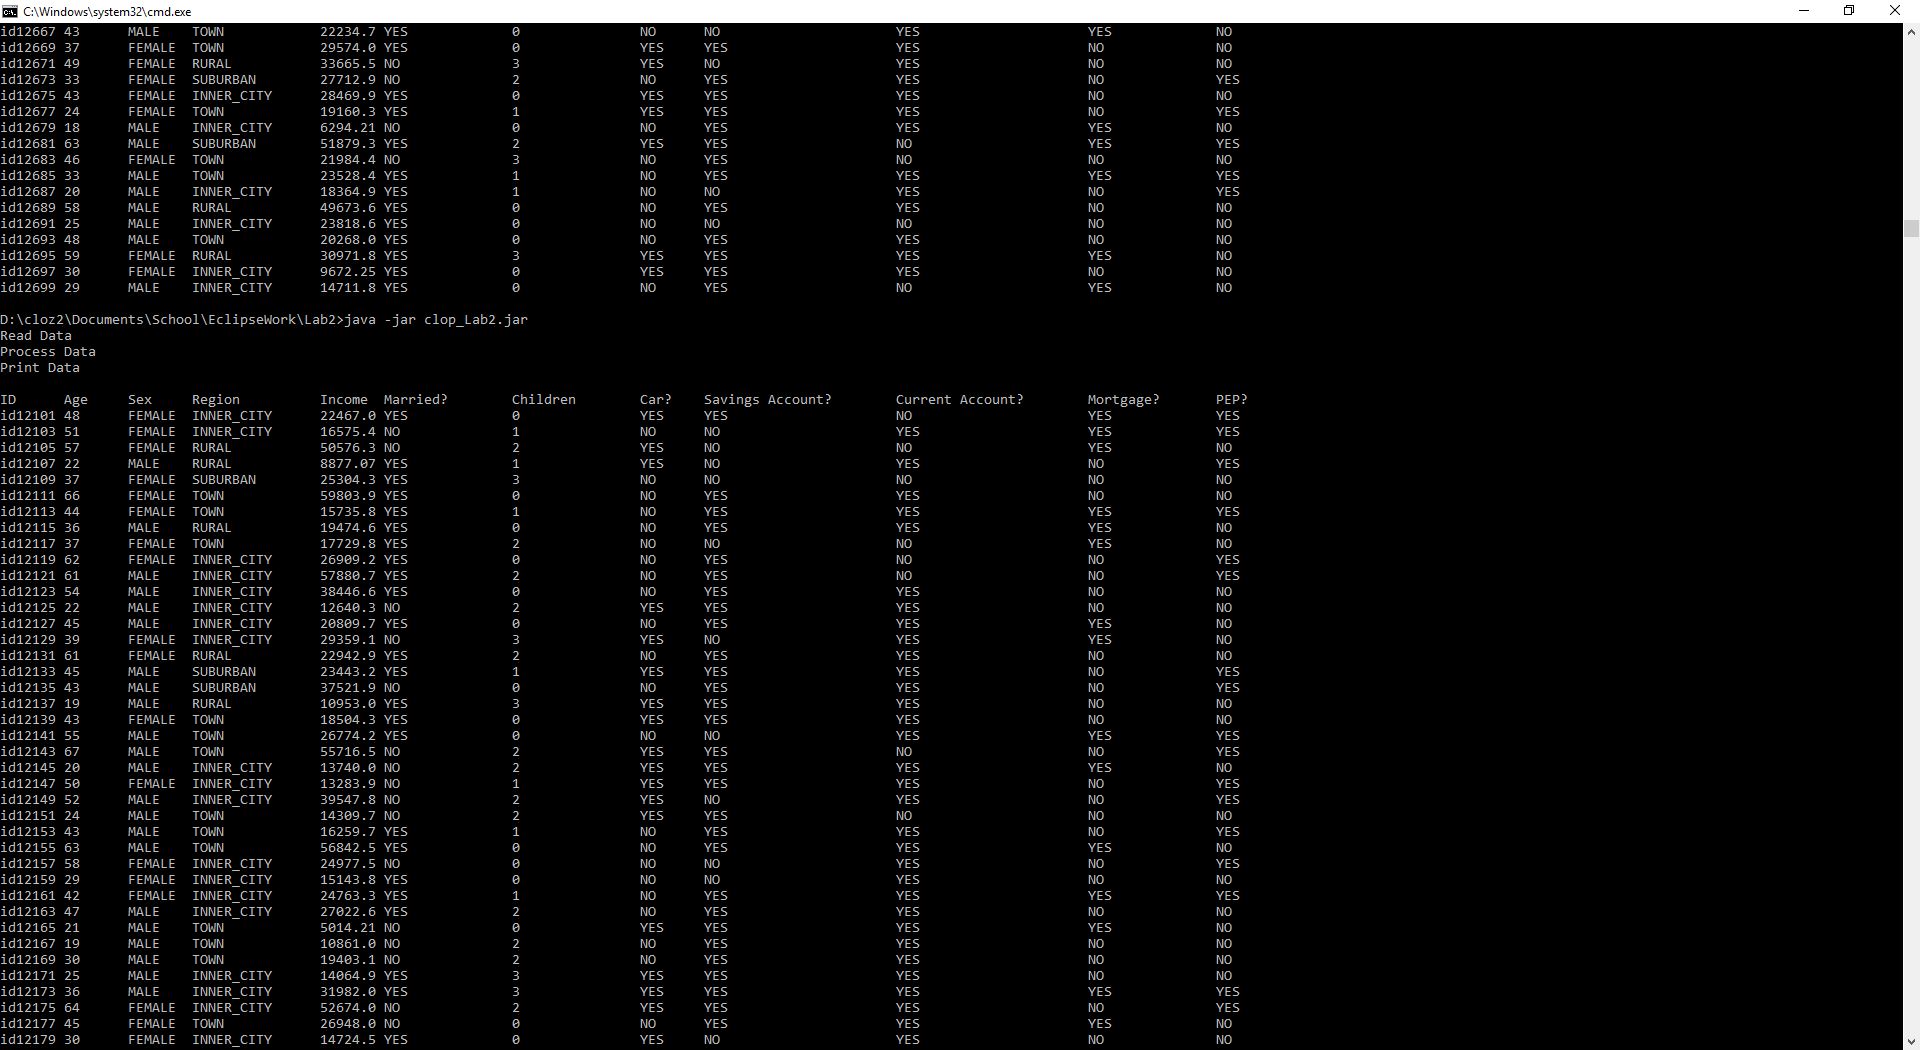 C:\Windows\system32\cmd.exe
id12667 43 MALE TOWN 22234.7 YES 0 NO NO YES YES NO
id12669 37 FEMALE TOWN 29574.0 YES 0 YES YES YES NO NO
id12671 49 FEMALE RURAL 33665.5 NO 3 YES NO YES NO NO
id12673 33 FEMALE SUBURBAN 27712.9 NO 2 NO YES YES NO YES
id12675 43 FEMALE INNER_CITY 28469.9 YES 0 YES YES YES NO NO
id12677 24 FEMALE TOWN 19160.3 YES 1 YES YES YES NO YES
id12679 18 MALE INNER_CITY 6294.21 NO 0 NO YES YES YES NO
id12681 63 MALE SUBURBAN 51879.3 YES 2 YES YES NO YES YES
id12683 46 FEMALE TOWN 21984.4 NO 3 NO YES NO NO NO
id12685 33 MALE TOWN 23528.4 YES 1 NO YES YES YES YES
id12687 20 MALE INNER_CITY 18364.9 YES 1 NO NO YES NO YES
id12689 58 MALE RURAL 49673.6 YES 0 NO YES YES NO NO
id12691 25 MALE INNER_CITY 23818.6 YES 0 NO NO NO NO NO
id12693 48 MALE TOWN 20268.0 YES 0 NO YES YES NO NO
id12695 59 FEMALE RURAL 30971.8 YES 3 YES YES YES YES NO
id12697 30 FEMALE INNER_CITY 9672.25 YES 0 YES YES YES NO NO
id12699 29 MALE INNER_CITY 14711.8 YES 0 NO YES NO YES NO
D:\cloz2\Documents\School\EclipseWork\Lab2>java -jar clop_Lab2.jar
Read Data
Process Data
Print Data
ID Age Sex Region Income Married? Children Car? Savings Account? Current Account? Mortgage? PEP?
id12101 48 FEMALE INNER_CITY 22467.0 YES 0 YES YES NO YES YES
id12103 51 FEMALE INNER_CITY 16575.4 NO 1 NO NO YES YES YES
id12105 57 FEMALE RURAL 50576.3 NO 2 YES NO NO YES NO
id12107 22 MALE RURAL 8877.07 YES 1 YES NO YES NO YES
id12109 37 FEMALE SUBURBAN 25304.3 YES 3 NO NO NO NO NO
id12111 66 FEMALE TOWN 59803.9 YES 0 NO YES YES NO NO
id12113 44 FEMALE TOWN 15735.8 YES 1 NO YES YES YES YES
id12115 36 MALE RURAL 19474.6 YES 0 NO YES YES YES NO
id12117 37 FEMALE TOWN 17729.8 YES 2 NO NO NO YES NO
id12119 62 FEMALE INNER_CITY 26909.2 YES 0 NO YES NO NO YES
id12121 61 MALE INNER_CITY 57880.7 YES 2 NO YES NO NO YES
id12123 54 MALE INNER_CITY 38446.6 YES 0 NO YES YES NO NO
id12125 22 MALE INNER_CITY 12640.3 NO 2 YES YES YES NO NO
id12127 45 MALE INNER_CITY 20809.7 YES 0 NO YES YES YES NO
id12129 39 FEMALE INNER_CITY 29359.1 NO 3 YES NO YES YES NO
id12131 61 FEMALE RURAL 22942.9 YES 2 NO YES YES NO NO
id12133 45 MALE SUBURBAN 23443.2 YES 1 YES YES YES NO YES
id12135 43 MALE SUBURBAN 37521.9 NO 0 NO YES YES NO YES
id12137 19 MALE RURAL 10953.0 YES 3 YES YES YES NO NO
id12139 43 FEMALE TOWN 18504.3 YES 0 YES YES YES NO NO
id12141 55 MALE TOWN 26774.2 YES 0 NO NO YES YES YES
id12143 67 MALE TOWN 55716.5 NO 2 YES YES NO NO YES
id12145 20 MALE INNER_CITY 13740.0 NO 2 YES YES YES YES NO
id12147 50 FEMALE INNER_CITY 13283.9 NO 1 YES YES YES NO YES
id12149 52 MALE INNER_CITY 39547.8 NO 2 YES NO YES NO YES
id12151 24 MALE TOWN 14309.7 NO 2 YES YES NO NO NO
id12153 43 MALE TOWN 16259.7 YES 1 NO YES YES NO YES
id12155 63 MALE TOWN 56842.5 YES 0 NO YES YES YES NO
id12157 58 FEMALE INNER_CITY 24977.5 NO 0 NO NO YES NO YES
id12159 29 FEMALE INNER_CITY 15143.8 YES 0 NO NO YES NO NO
id12161 42 FEMALE INNER_CITY 24763.3 YES 1 NO YES YES YES YES
id12163 47 MALE INNER_CITY 27022.6 YES 2 NO YES YES NO NO
id12165 21 MALE TOWN 5014.21 NO 0 YES YES YES YES NO
id12167 19 MALE TOWN 10861.0 NO 2 NO YES YES NO NO
id12169 30 MALE TOWN 19403.1 NO 2 NO YES YES NO NO
id12171 25 MALE INNER_CITY 14064.9 YES 3 YES YES YES NO NO
id12173 36 MALE INNER_CITY 31982.0 YES 3 YES YES YES YES YES
id12175 64 FEMALE INNER_CITY 52674.0 NO 2 YES YES YES NO YES
id12177 45 FEMALE TOWN 26948.0 NO 0 NO YES YES YES NO
id12179 30 FEMALE INNER_CITY 14724.5 YES 0 YES NO YES NO NO